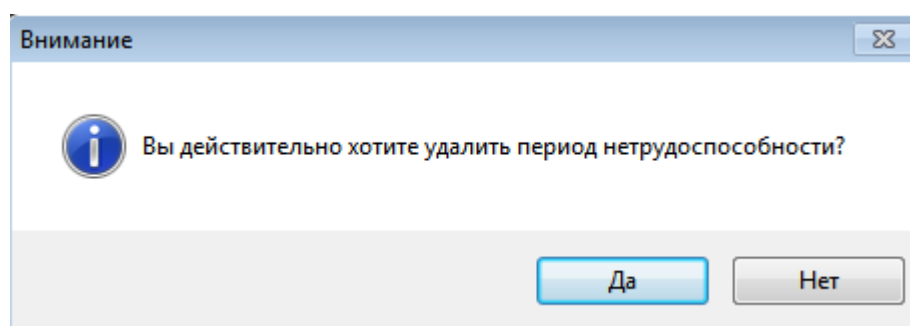 Внимание
Вы действительно хотите удалить период нетрудоспособности?
Да
Нет